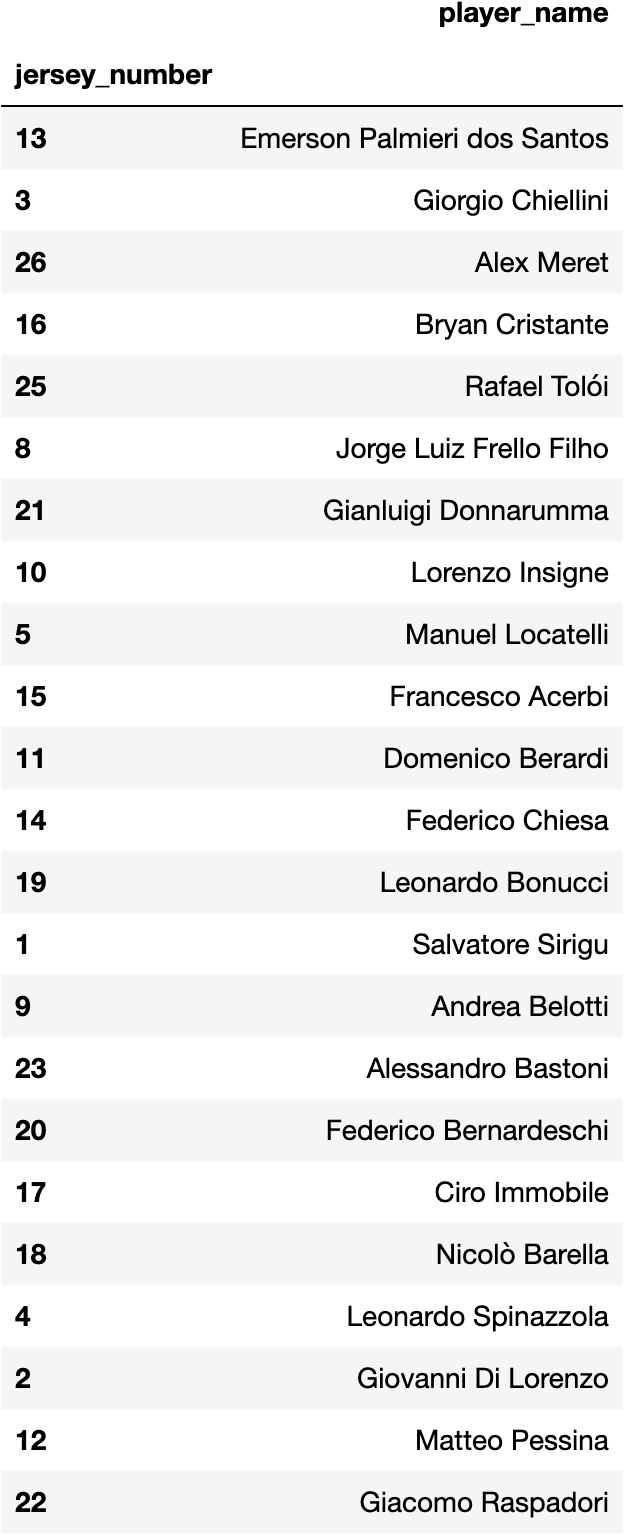 player_name
jersey_number
13 Emerson Palmieri dos Santos
3 Giorgio Chiellini
26 Alex Meret
16 Bryan Cristante
25 Rafael Tolói
8 Jorge Luiz Frello Filho
21 Gianluigi Donnarumma
10 Lorenzo Insigne
5 Manuel Locatelli
15 Francesco Acerbi
11 Domenico Berardi
14 Federico Chiesa
19 Leonardo Bonucci
1 Salvatore Sirigu
9 Andrea Belotti
23 Alessandro Bastoni
20 Federico Bernardeschi
17 Ciro Immobile
18 Nicolò Barella
4 Leonardo Spinazzola
2 Giovanni Di Lorenzo
12 Matteo Pessina
22 Giacomo Raspadori